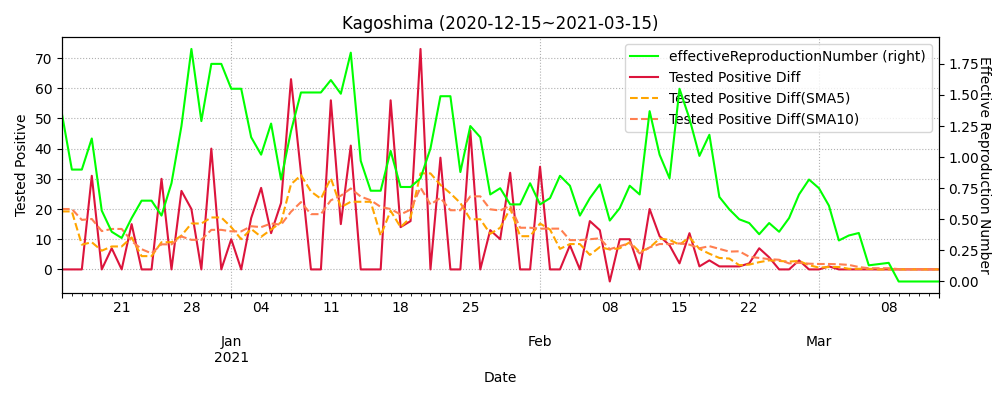 Kagoshima (2020-12-15~2021-03-15)
effectiveReproductionNumber (right)
Tested Positive Diff
Tested Positive Diff(SMA5)
Tested Positive Diff(SMA10)
Tested Positive
70
60
50
40
30
20
10
0
1.75
1.50
1.25
1.00
0.75
0.50
0.25
0.00
Effective Reproduction Number
21 28 04 11 18 25 08 15 22 08
Jan Feb Mar
2021
Date